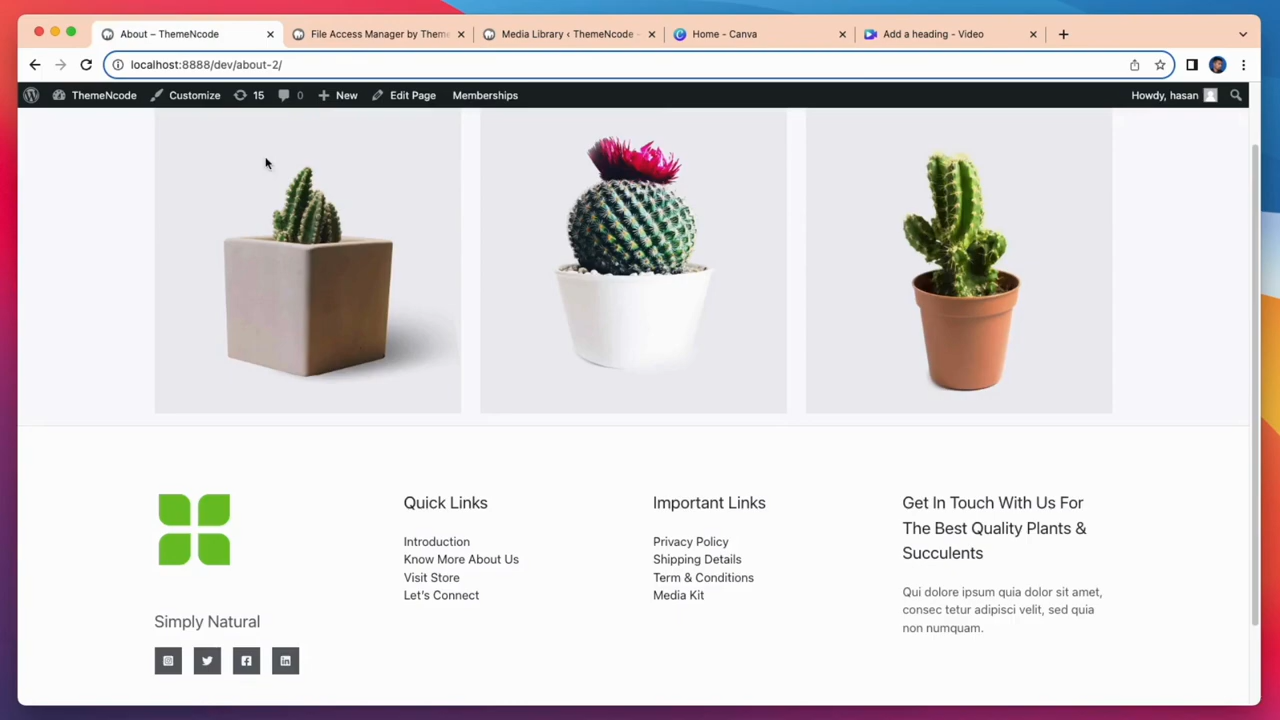 About – ThemeNcode
File Access Manager by Theme
Media Library ‹ ThemeNcode –
Home - Canva
Add a heading - Video
localhost:8888/dev/about-2/
ThemeNcode
Customize
15
0
New
Edit Page
Memberships
Howdy, hasan
Simply Natural
Quick Links
Introduction
Know More About Us
Visit Store
Let's Connect
Important Links
Privacy Policy
Shipping Details
Term & Conditions
Media Kit
Get In Touch With Us For
The Best Quality Plants &
Succulents
Qui dolore ipsum quia dolor sit amet,
consec tetur adipisci velit, sed quia
non numquam.